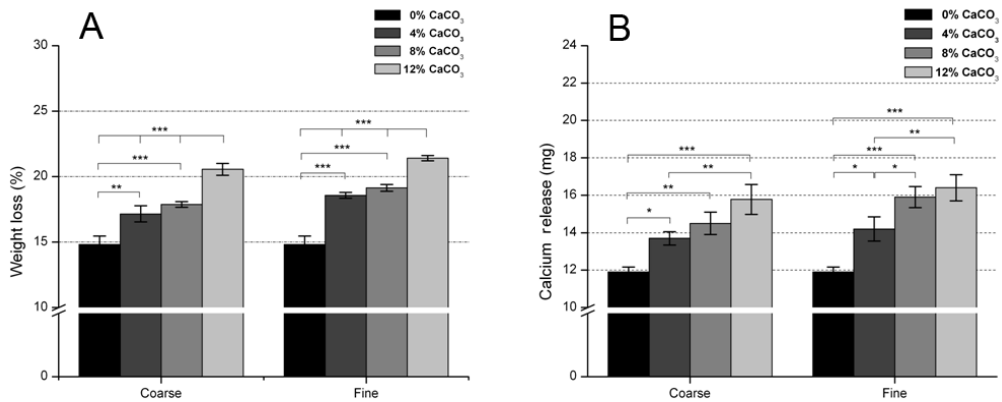 A
0% CaCO₃
4% CaCO₃
8% CaCO₃
12% CaCO₃
Weight loss (%)
30
25
20
15
10
0
***
***
**
***
***
***
Coarse
Fine
B
0% CaCO₃
4% CaCO₃
8% CaCO₃
12% CaCO₃
Calcium release (mg)
24
22
20
18
16
14
12
10
0
***
**
**
*
***
**
***
*
*
Coarse
Fine